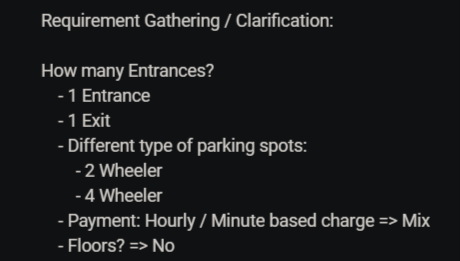 Requirement Gathering / Clarification:
How many Entrances?
- 1 Entrance
- 1 Exit
- Different type of parking spots:
- 2 Wheeler
- 4 Wheeler
- Payment: Hourly / Minute based charge => Mix
- Floors? => No